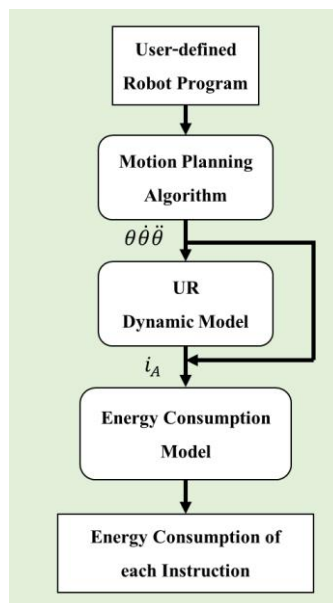 User-defined
Robot Program
Motion Planning
Algorithm
θθ̇θ̈
UR
Dynamic Model
i_A
Energy Consumption
Model
Energy Consumption of
each Instruction